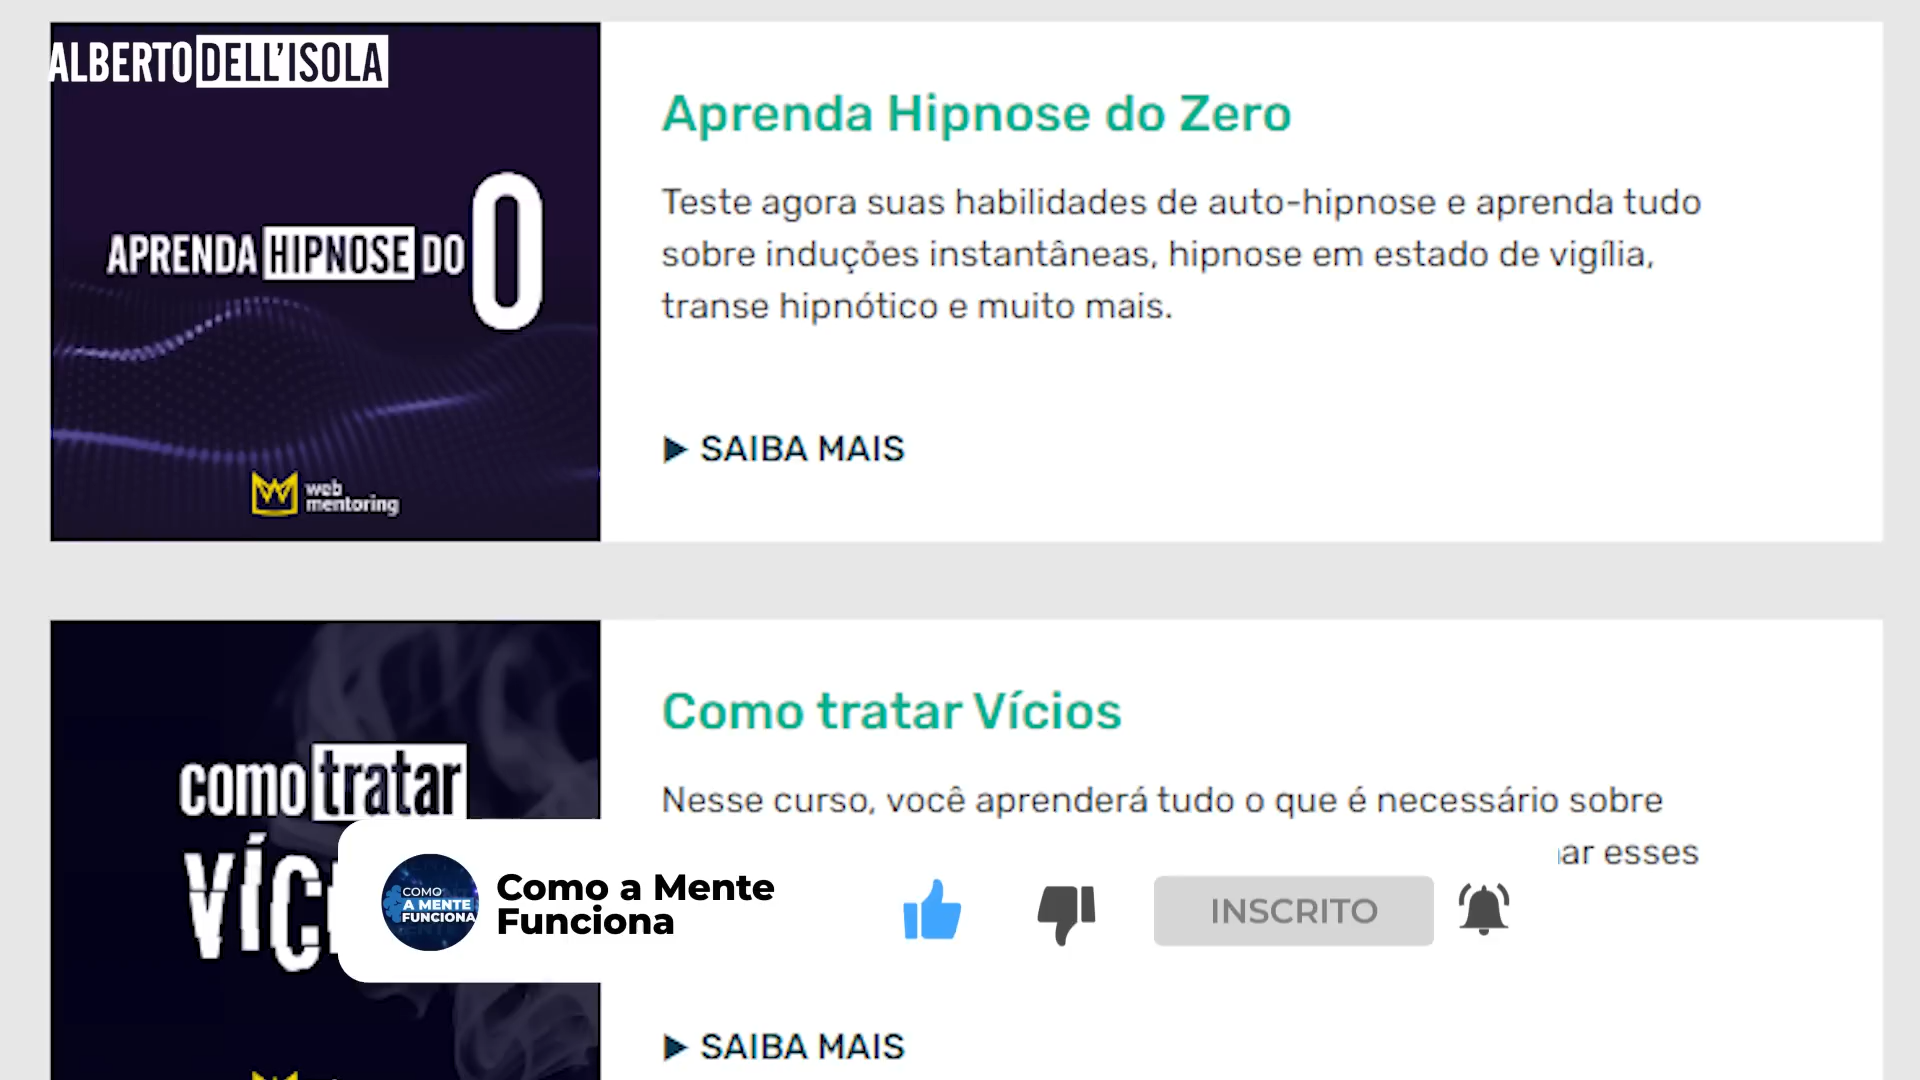 ALBERTO DELL'ISOLA
APRENDA HIPNOSE DO 0
web
mentoring
Aprenda Hipnose do Zero
Teste agora suas habilidades de auto-hipnose e aprenda tudo
sobre induções instantâneas, hipnose em estado de vigília,
transe hipnótico e muito mais.
▶ SAIBA MAIS
como tratar
Como tratar Vícios
Nesse curso, você aprenderá tudo o que é necessário sobre
esses
COMO
A MENTE
FUNCIONA
Como a Mente
Funciona
INSCRITO
▶ SAIBA MAIS